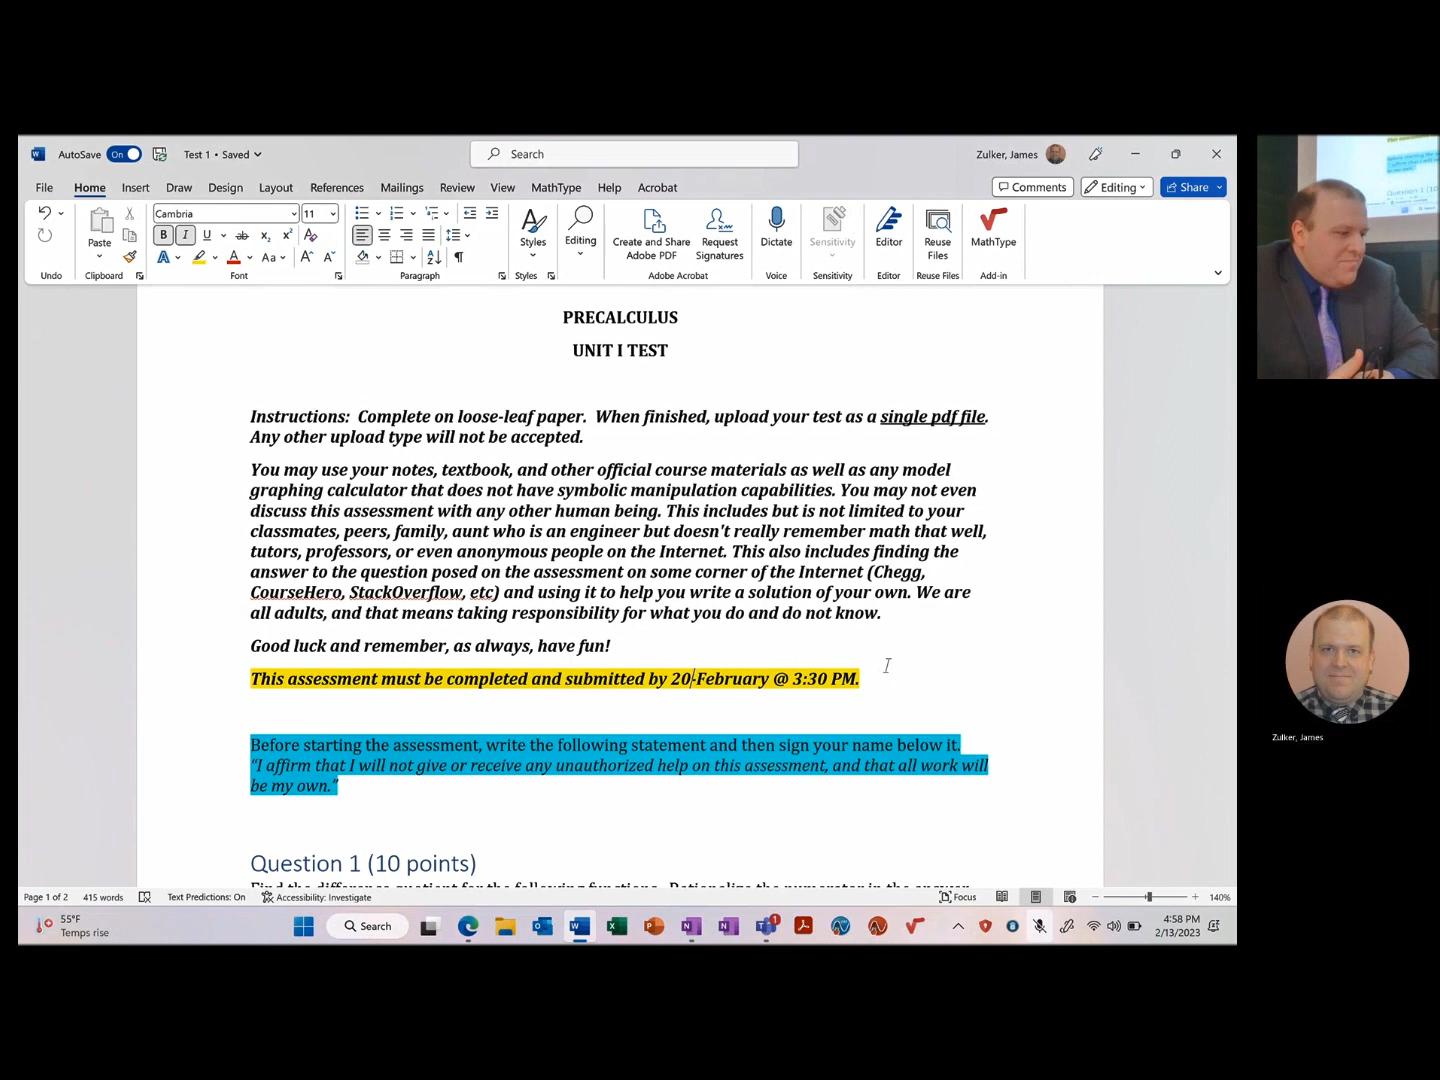 AutoSave On Test 1 • Saved Search Zulker, James
File Home Insert Draw Design Layout References Mailings Review View MathType Help Acrobat Comments Editing Share
Cambria 11
Paste
Styles
Editing
Create and Share Adobe PDF
Request Signatures
Dictate
Sensitivity
Editor
Reuse Files
MathType
Undo Clipboard Font Paragraph Styles Adobe Acrobat Voice Sensitivity Editor Reuse Files Add-in
PRECALCULUS
UNIT I TEST
Instructions: Complete on loose-leaf paper. When finished, upload your test as a single pdf file.
Any other upload type will not be accepted.
You may use your notes, textbook, and other official course materials as well as any model
graphing calculator that does not have symbolic manipulation capabilities. You may not even
discuss this assessment with any other human being. This includes but is not limited to your
classmates, peers, family, aunt who is an engineer but doesn't really remember math that well,
tutors, professors, or even anonymous people on the Internet. This also includes finding the
answer to the question posed on the assessment on some corner of the Internet (Chegg,
CourseHero, StackOverflow, etc) and using it to help you write a solution of your own. We are
all adults, and that means taking responsibility for what you do and do not know.
Good luck and remember, as always, have fun!
This assessment must be completed and submitted by 20-February @ 3:30 PM.
Before starting the assessment, write the following statement and then sign your name below it.
“I affirm that I will not give or receive any unauthorized help on this assessment, and that all work will
be my own.”
Question 1 (10 points)
Find the difference quotient for the following functions. Rationalize the numerator in the answer
Page 1 of 2 415 words Text Predictions: On Accessibility: Investigate Focus 140%
55°F
Temps rise
Search
4:58 PM
2/13/2023
Zulker, James